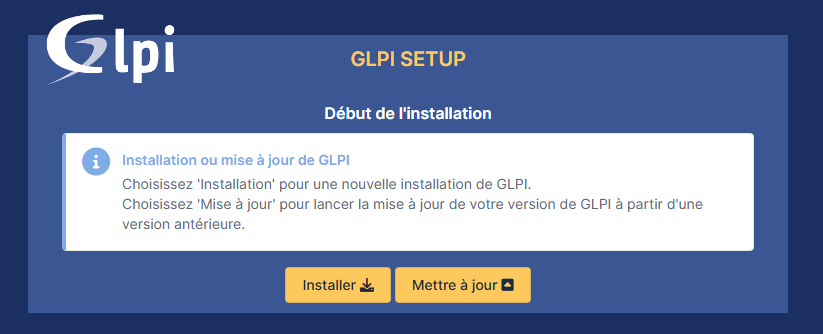 Glpi
GLPI SETUP
Début de l'installation
Installation ou mise à jour de GLPI
Choisissez 'Installation' pour une nouvelle installation de GLPI.
Choisissez 'Mise à jour' pour lancer la mise à jour de votre version de GLPI à partir d'une
version antérieure.
Installer
Mettre à jour